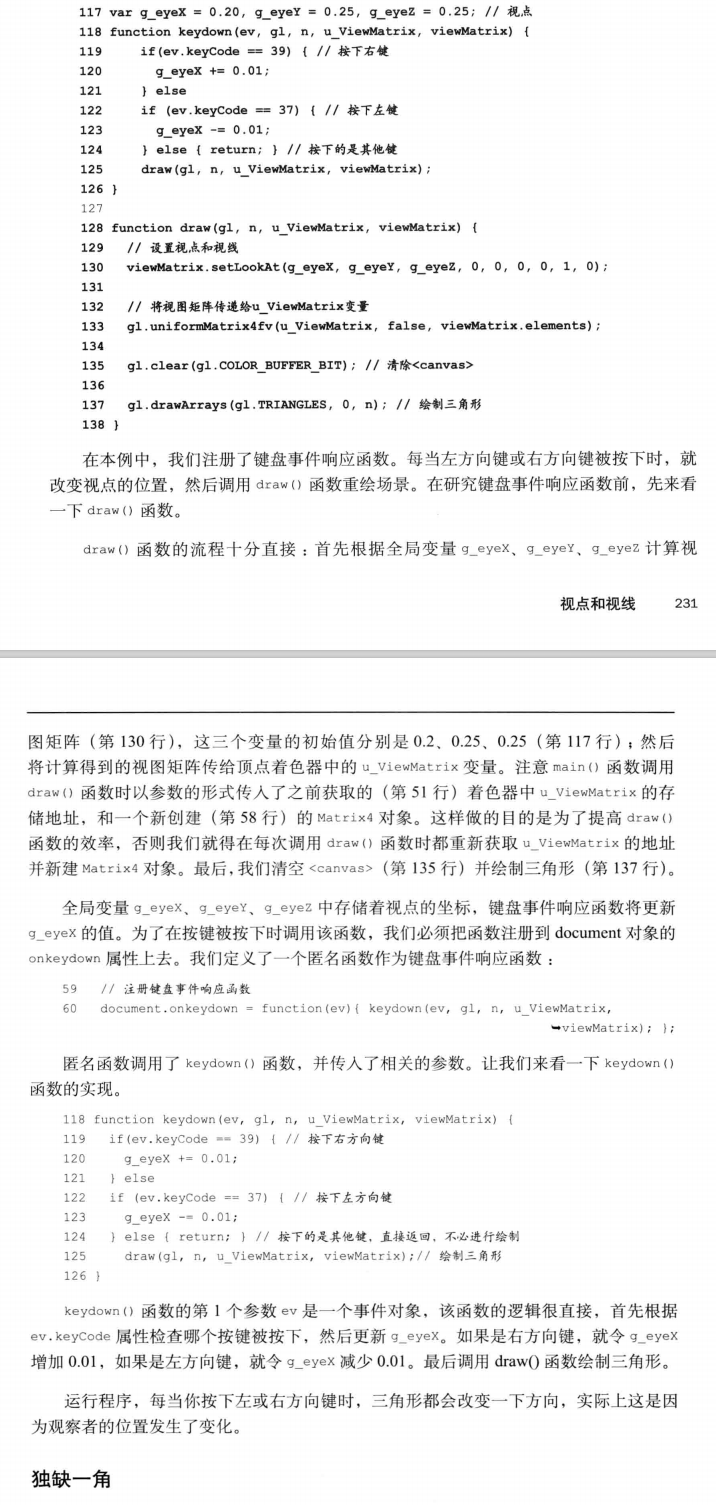 117 var g_eyeX = 0.20, g_eyeY = 0.25, g_eyeZ = 0.25; // 视点
118 function keydown(ev, gl, n, u_ViewMatrix, viewMatrix) {
119     if(ev.keyCode == 39) { // 按下右键
120       g_eyeX += 0.01;
121     } else
122     if (ev.keyCode == 37) { // 按下左键
123       g_eyeX -= 0.01;
124     } else { return; } // 按下的是其他键
125     draw(gl, n, u_ViewMatrix, viewMatrix);
126 }
127
128 function draw(gl, n, u_ViewMatrix, viewMatrix) {
129   // 设置视点和视线
130   viewMatrix.setLookAt(g_eyeX, g_eyeY, g_eyeZ, 0, 0, 0, 0, 1, 0);
131
132   // 将视图矩阵传递给u_ViewMatrix变量
133   gl.uniformMatrix4fv(u_ViewMatrix, false, viewMatrix.elements);
134
135   gl.clear(gl.COLOR_BUFFER_BIT); // 清除<canvas>
136
137   gl.drawArrays(gl.TRIANGLES, 0, n); // 绘制三角形
138 }
在本例中，我们注册了键盘事件响应函数。每当左方向键或右方向键被按下时，就
改变视点的位置，然后调用 draw() 函数重绘场景。在研究键盘事件响应函数前，先来看
一下 draw() 函数。
draw() 函数的流程十分直接：首先根据全局变量 g_eyeX、g_eyeY、g_eyeZ 计算视
视点和视线 231
图矩阵（第 130 行），这三个变量的初始值分别是 0.2、0.25、0.25（第 117 行）；然后
将计算得到的视图矩阵传给顶点着色器中的 u_ViewMatrix 变量。注意 main() 函数调用
draw() 函数时以参数的形式传入了之前获取的（第 51 行）着色器中 u_ViewMatrix 的存
储地址，和一个新创建（第 58 行）的 Matrix4 对象。这样做的目的是为了提高 draw()
函数的效率，否则我们就得在每次调用 draw() 函数时都重新获取 u_ViewMatrix 的地址
并新建 Matrix4 对象。最后，我们清空 <canvas>（第 135 行）并绘制三角形（第 137 行）。
全局变量 g_eyeX、g_eyeY、g_eyeZ 中存储着视点的坐标，键盘事件响应函数将更新
g_eyeX 的值。为了在按键被按下时调用该函数，我们必须把函数注册到 document 对象的
onkeydown 属性上去。我们定义了一个匿名函数作为键盘事件响应函数：
59   // 注册键盘事件响应函数
60   document.onkeydown = function(ev){ keydown(ev, gl, n, u_ViewMatrix,
➥viewMatrix); };
匿名函数调用了 keydown() 函数，并传入了相关的参数。让我们来看一下 keydown()
函数的实现。
118 function keydown(ev, gl, n, u_ViewMatrix, viewMatrix) {
119   if(ev.keyCode == 39) { // 按下右方向键
120     g_eyeX += 0.01;
121   } else
122   if (ev.keyCode == 37) { // 按下左方向键
123     g_eyeX -= 0.01;
124   } else { return; } // 按下的是其他键，直接返回，不必进行绘制
125     draw(gl, n, u_ViewMatrix, viewMatrix);// 绘制三角形
126 }
keydown() 函数的第 1 个参数 ev 是一个事件对象，该函数的逻辑很直接，首先根据
ev.keyCode 属性检查哪个按键被按下，然后更新 g_eyeX。如果是右方向键，就令 g_eyeX
增加 0.01，如果是左方向键，就令 g_eyeX 减少 0.01。最后调用 draw() 函数绘制三角形。
运行程序，每当你按下左或右方向键时，三角形都会改变一下方向，实际上这是因
为观察者的位置发生了变化。
独缺一角